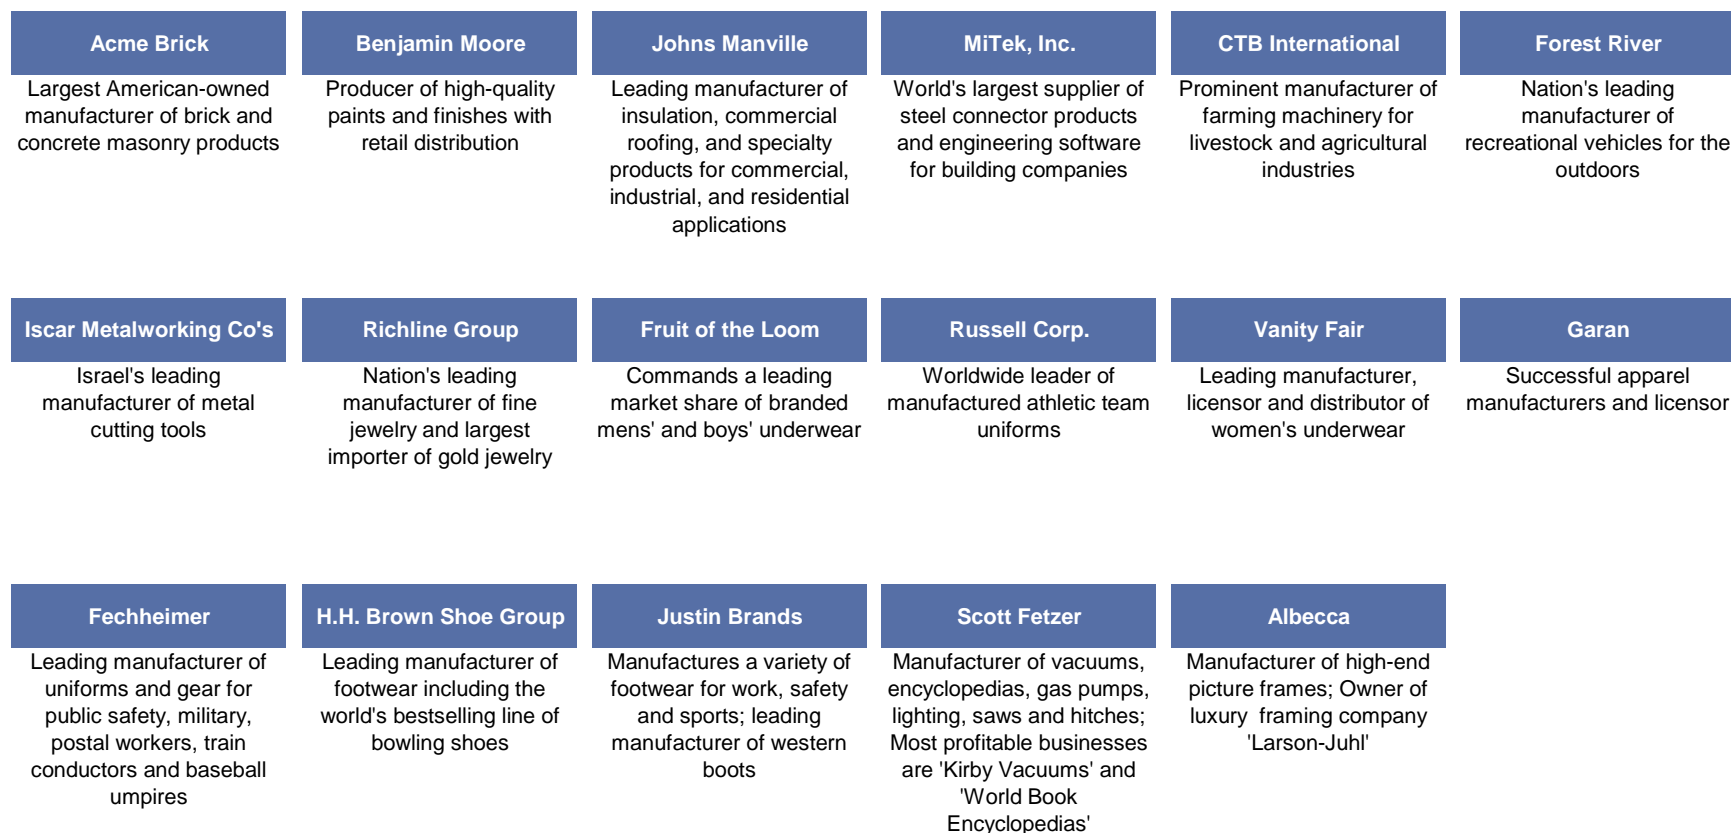 Acme Brick
Largest American-owned
manufacturer of brick and
concrete masonry products
Benjamin Moore
Producer of high-quality
paints and finishes with
retail distribution
Johns Manville
Leading manufacturer of
insulation, commercial
roofing, and specialty
products for commercial,
industrial, and residential
applications
MiTek, Inc.
World's largest supplier of
steel connector products
and engineering software
for building companies
CTB International
Prominent manufacturer of
farming machinery for
livestock and agricultural
industries
Forest River
Nation's leading
manufacturer of
recreational vehicles for the
outdoors
Iscar Metalworking Co's
Israel's leading
manufacturer of metal
cutting tools
Richline Group
Nation's leading
manufacturer of fine
jewelry and largest
importer of gold jewelry
Fruit of the Loom
Commands a leading
market share of branded
mens' and boys' underwear
Russell Corp.
Worldwide leader of
manufactured athletic team
uniforms
Vanity Fair
Leading manufacturer,
licensor and distributor of
women's underwear
Garan
Successful apparel
manufacturers and licensor
Fechheimer
Leading manufacturer of
uniforms and gear for
public safety, military,
postal workers, train
conductors and baseball
umpires
H.H. Brown Shoe Group
Leading manufacturer of
footwear including the
world's bestselling line of
bowling shoes
Justin Brands
Manufactures a variety of
footwear for work, safety
and sports; leading
manufacturer of western
boots
Scott Fetzer
Manufacturer of vacuums,
encyclopedias, gas pumps,
lighting, saws and hitches;
Most profitable businesses
are 'Kirby Vacuums' and
'World Book
Encyclopedias'
Albecca
Manufacturer of high-end
picture frames; Owner of
luxury framing company
'Larson-Juhl'